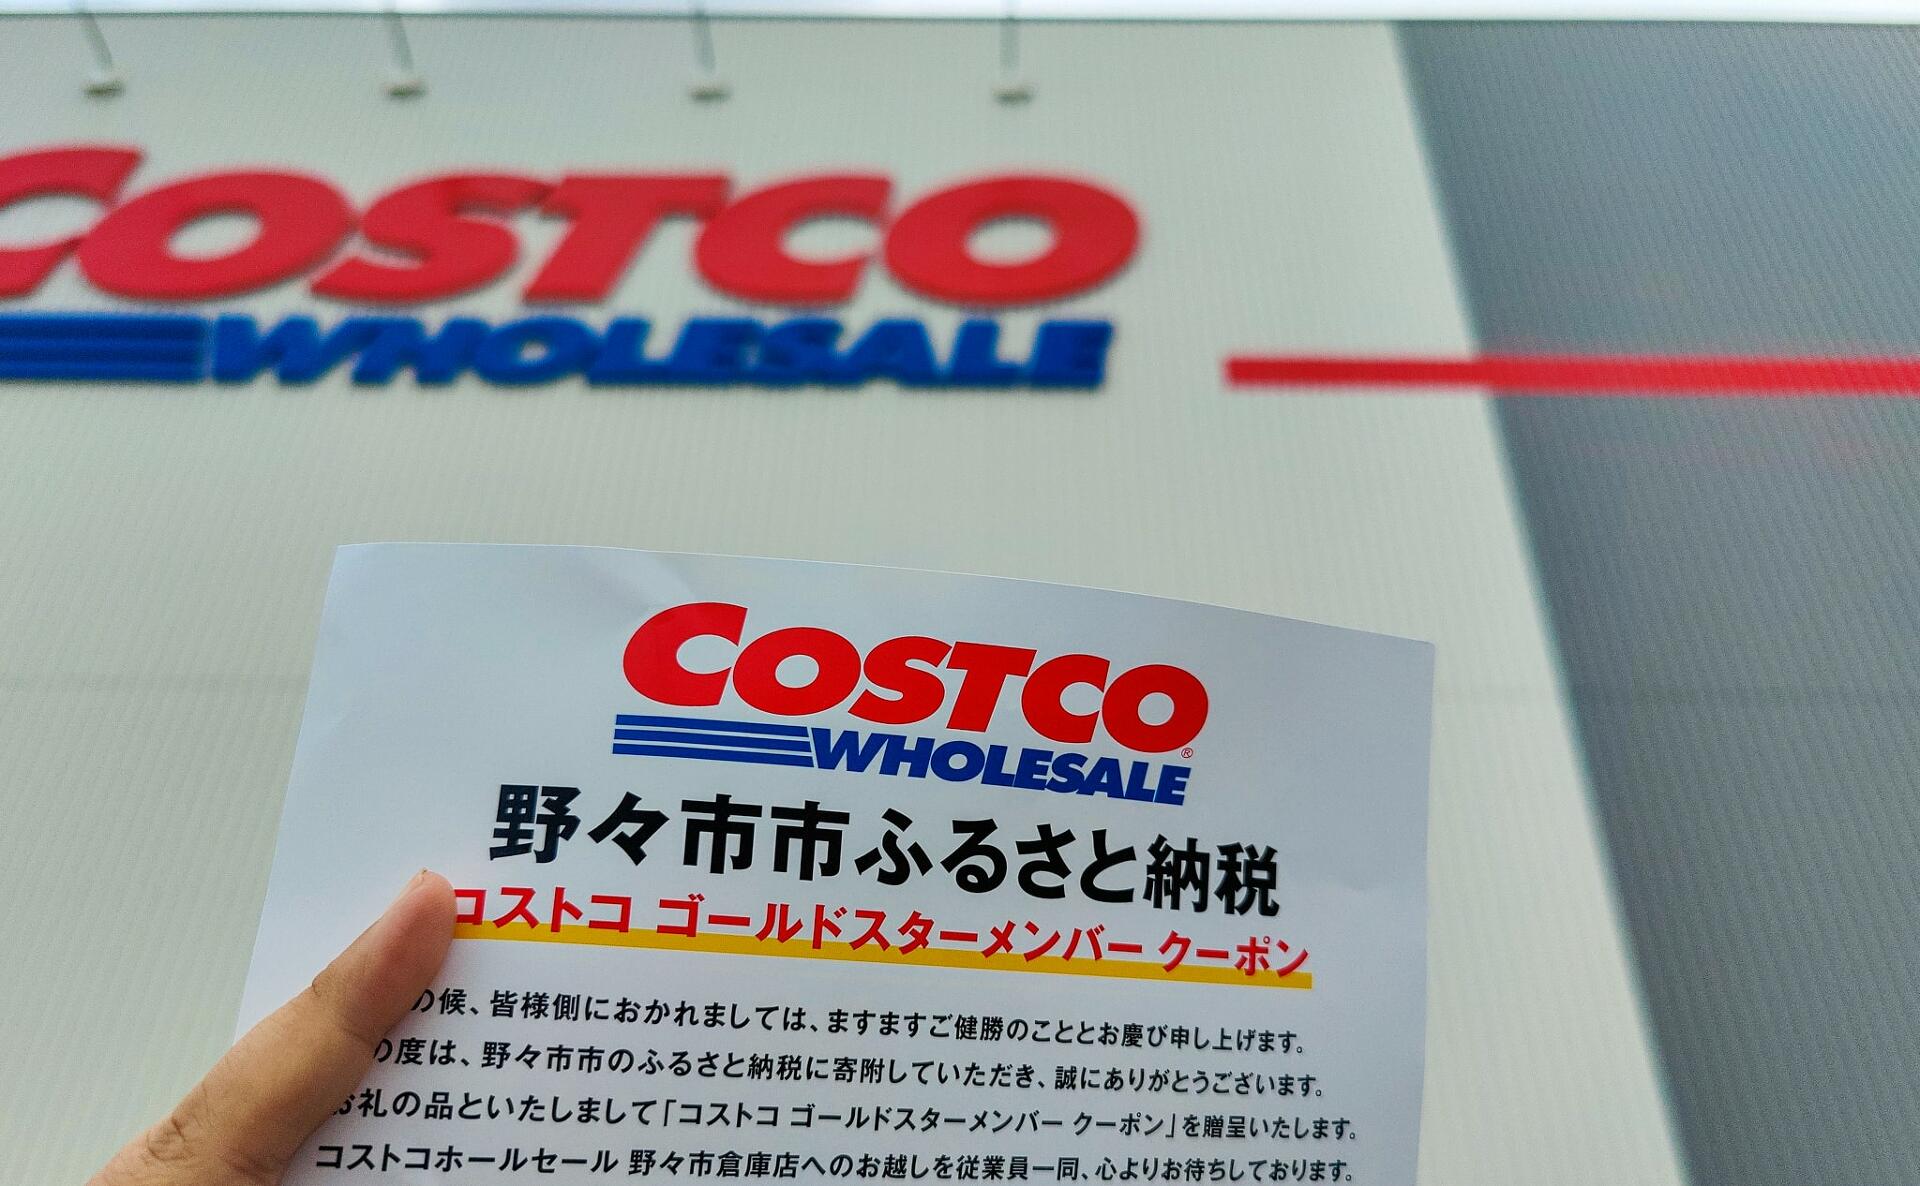 COSTCO
WHOLESALE
COSTCO
WHOLESALE
野々市市ふるさと納税
コストコ ゴールドスターメンバー クーポン
の候、皆様側におかれましては、ますますご健勝のこととお慶び申し上げます。
の度は、野々市市のふるさと納税に寄附していただき、誠にありがとうございます。
お礼の品といたしまして「コストコ ゴールドスターメンバー クーポン」を贈呈いたします。
コストコホールセール 野々市倉庫店へのお越しを従業員一同、心よりお待ちしております。